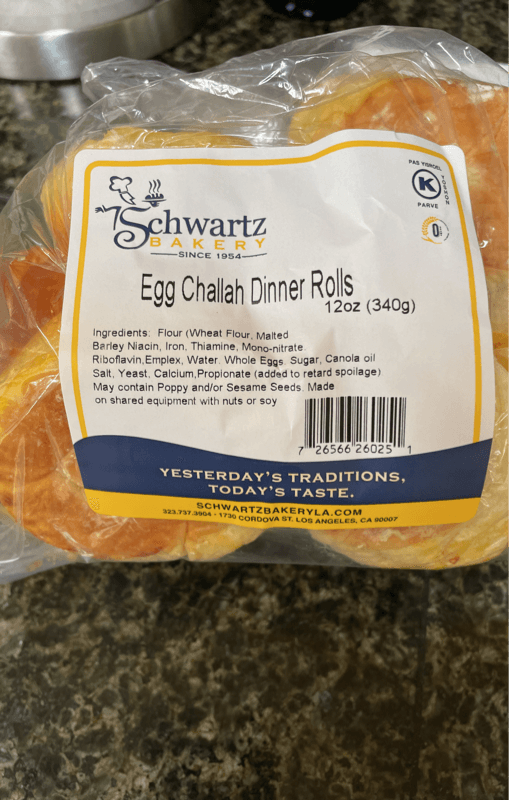 PAS YISROEL
YOSHON
K
PARVE
Schwartz
BAKERY
SINCE 1954
Egg Challah Dinner Rolls
12oz (340g)
Ingredients: Flour (Wheat Flour, Malted
Barley Niacin, Iron, Thiamine, Mono-nitrate.
Riboflavin,Emplex, Water. Whole Eggs. Sugar, Canola oil
Salt, Yeast, Calcium,Propionate (added to retard spoilage)
May contain Poppy and/or Sesame Seeds. Made
on shared equipment with nuts or soy
7 26566 26025 1
YESTERDAY'S TRADITIONS,
TODAY'S TASTE.
SCHWARTZBAKERYLA.COM
323.737.3904 • 1730 CORDOVA ST. LOS ANGELES, CA 90007